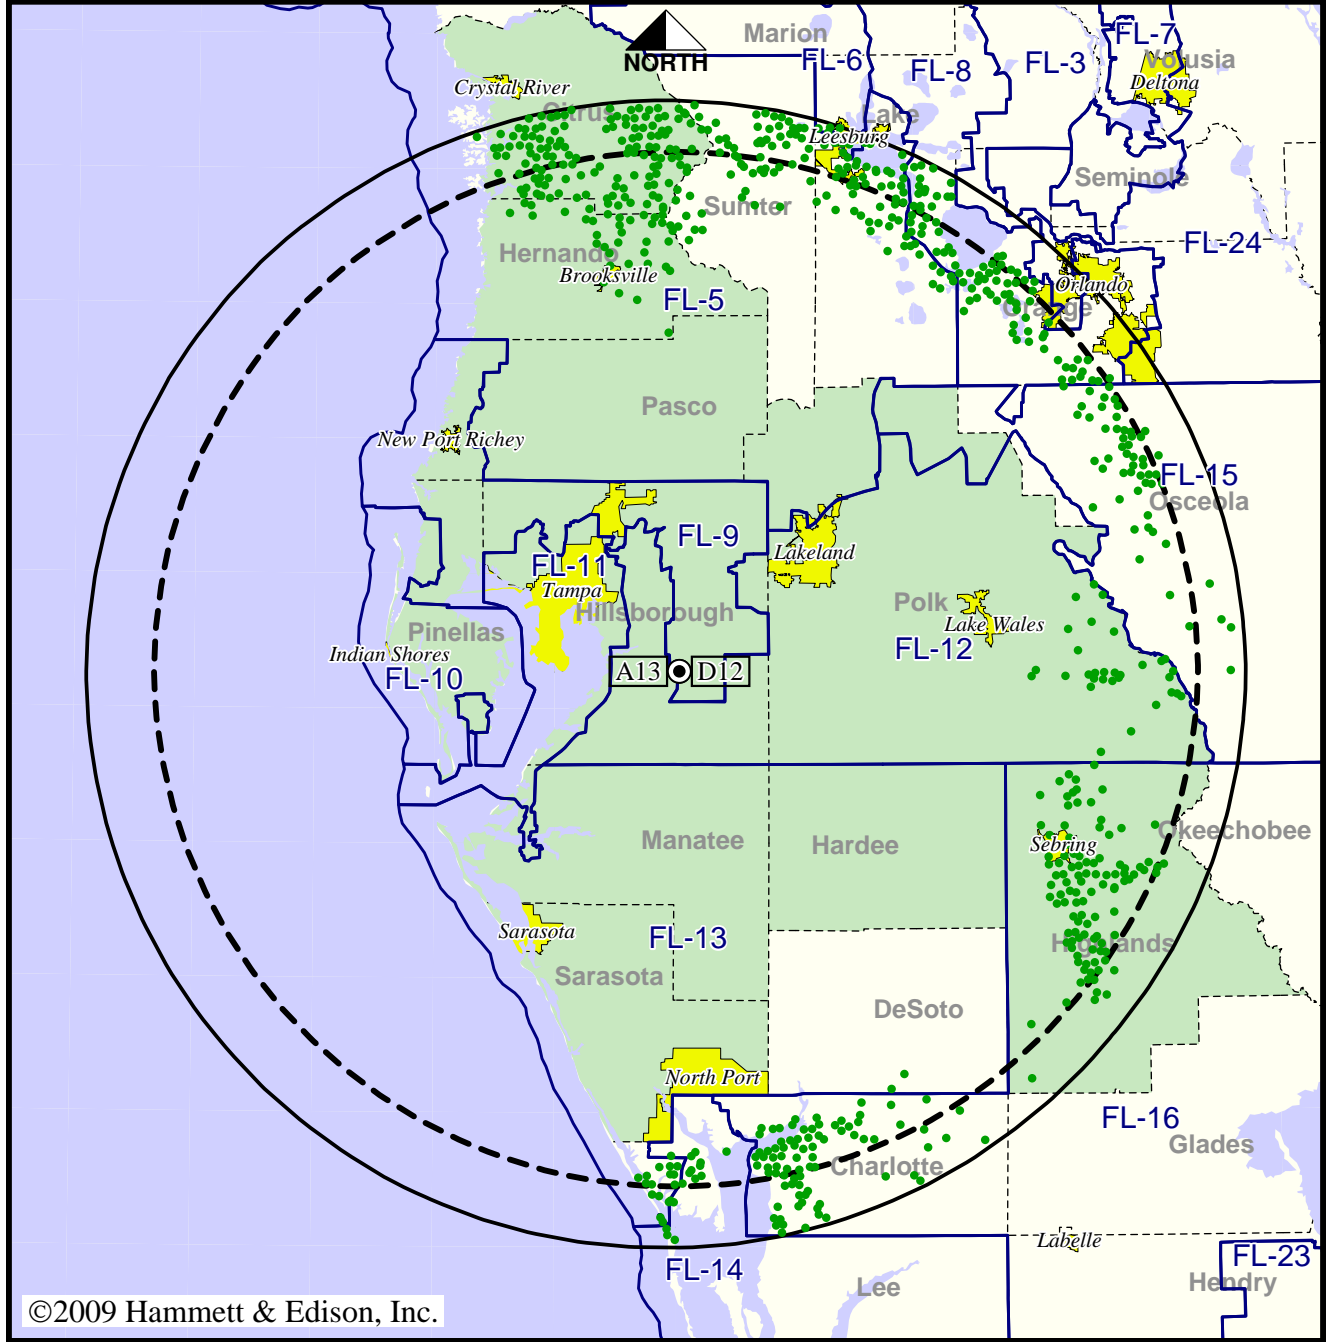 Marion
FL-7
NORTH
FL-6
FL-8
FL-3
Volusia
Deltona
Crystal River
Citrus
Lake
Leesburg
Seminole
Sumter
FL-24
Hernando
Brooksville
FL-5
Orlando
Orange
Pasco
New Port Richey
FL-15
Osceola
FL-9
Lakeland
FL-11
Tampa
Hillsborough
Polk
Lake Wales
Pinellas
Indian Shores
FL-10
FL-12
A13
D12
Manatee
Hardee
Okeechobee
Sebring
Sarasota
FL-13
Highlands
Sarasota
DeSoto
North Port
FL-16
Glades
Charlotte
Labelle
FL-14
FL-23
Lee
Hendry
©2009 Hammett & Edison, Inc.